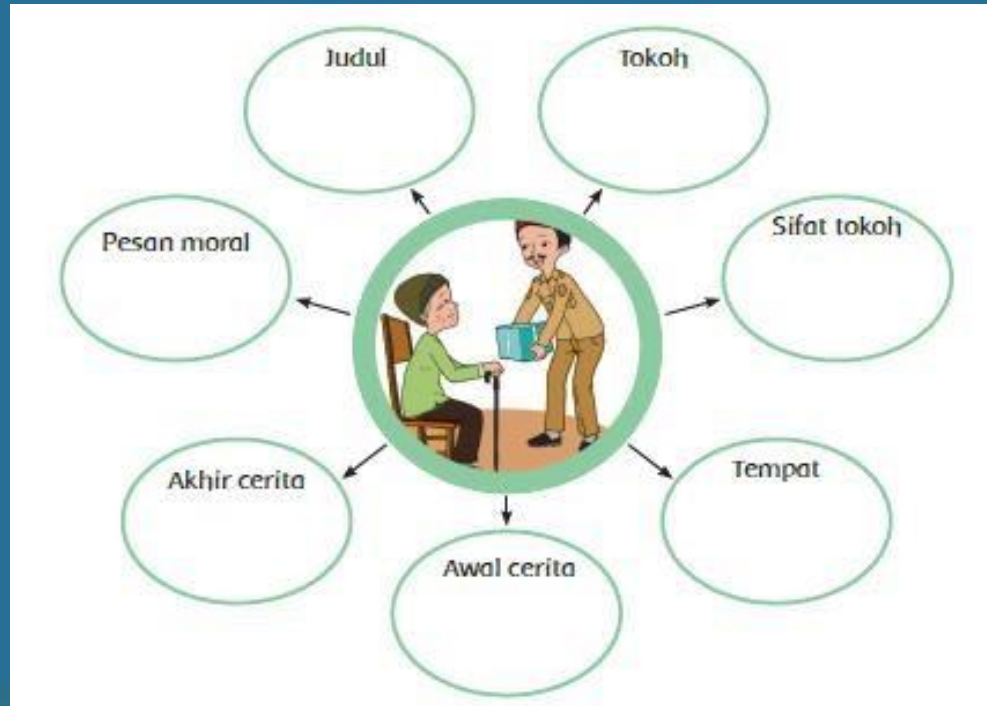 Judul
Tokoh
Pesan moral
Sifat tokoh
Akhir cerita
Tempat
Awal cerita